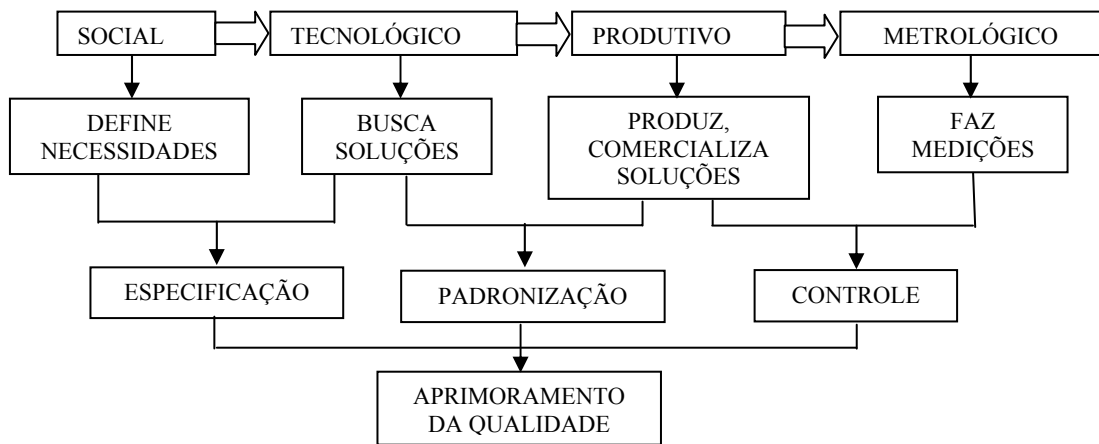 SOCIAL
TECNOLÓGICO
PRODUTIVO
METROLÓGICO
DEFINE
NECESSIDADES
BUSCA
SOLUÇÕES
PRODUZ,
COMERCIALIZA
SOLUÇÕES
FAZ
MEDIÇÕES
ESPECIFICAÇÃO
PADRONIZAÇÃO
CONTROLE
APRIMORAMENTO
DA QUALIDADE